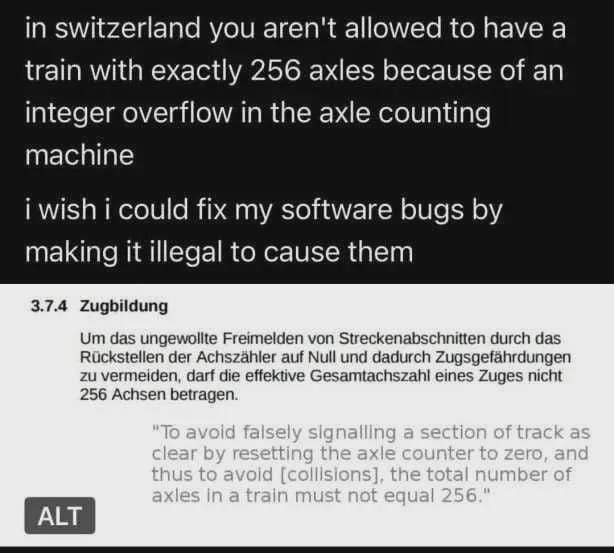 in switzerland you aren't allowed to have a
train with exactly 256 axles because of an
integer overflow in the axle counting
machine
i wish i could fix my software bugs by
making it illegal to cause them
3.7.4 Zugbildung
Um das ungewollte Freimelden von Streckenabschnitten durch das
Rückstellen der Achszähler auf Null und dadurch Zugsgefährdungen
zu vermeiden, darf die effektive Gesamtachszahl eines Zuges nicht
256 Achsen betragen.
"To avoid falsely signalling a section of track as
clear by resetting the axle counter to zero, and
thus to avoid [collisions], the total number of
axles in a train must not equal 256."
ALT